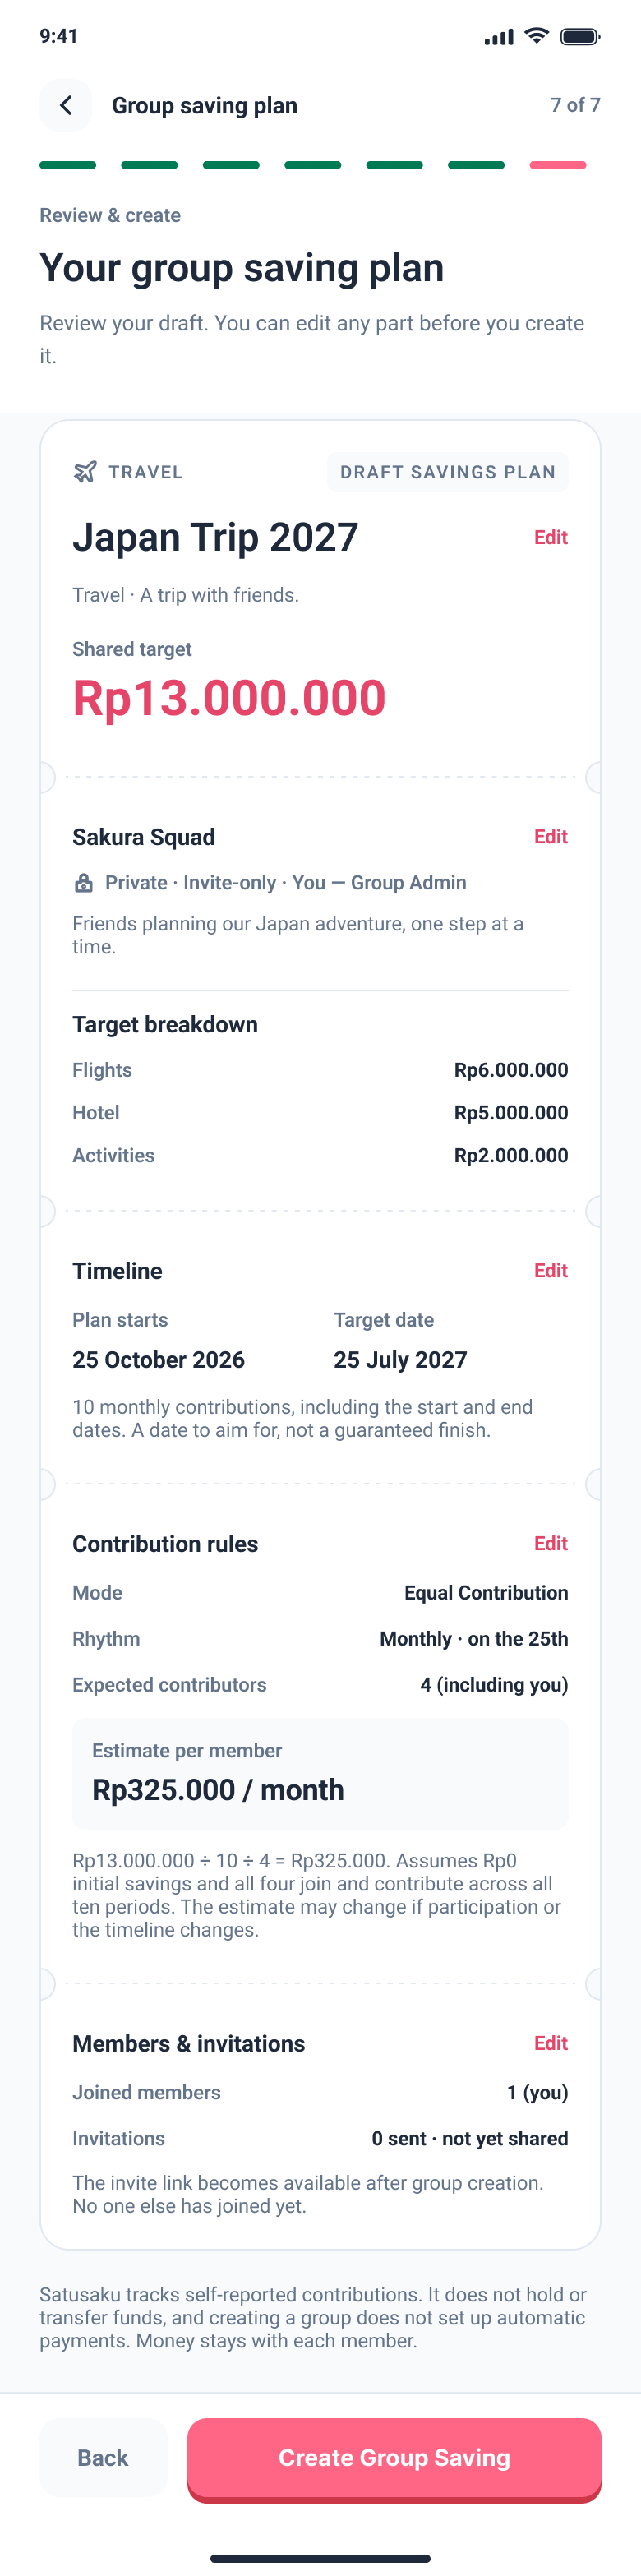 9:41
Group saving plan
7 of 7
Review & create
Your group saving plan
Review your draft. You can edit any part before you create
it.
TRAVEL
DRAFT SAVINGS PLAN
Japan Trip 2027
Edit
Travel · A trip with friends.
Shared target
Rp13.000.000
Sakura Squad
Edit
Private · Invite-only · You — Group Admin
Friends planning our Japan adventure, one step at a
time.
Target breakdown
Flights
Rp6.000.000
Hotel
Rp5.000.000
Activities
Rp2.000.000
Timeline
Edit
Plan starts
Target date
25 October 2026
25 July 2027
10 monthly contributions, including the start and end
dates. A date to aim for, not a guaranteed finish.
Contribution rules
Edit
Mode
Equal Contribution
Rhythm
Monthly · on the 25th
Expected contributors
4 (including you)
Estimate per member
Rp325.000 / month
Rp13.000.000 ÷ 10 ÷ 4 = Rp325.000. Assumes Rp0
initial savings and all four join and contribute across all
ten periods. The estimate may change if participation or
the timeline changes.
Members & invitations
Edit
Joined members
1 (you)
Invitations
0 sent · not yet shared
The invite link becomes available after group creation.
No one else has joined yet.
Satusaku tracks self-reported contributions. It does not hold or
transfer funds, and creating a group does not set up automatic
payments. Money stays with each member.
Back
Create Group Saving